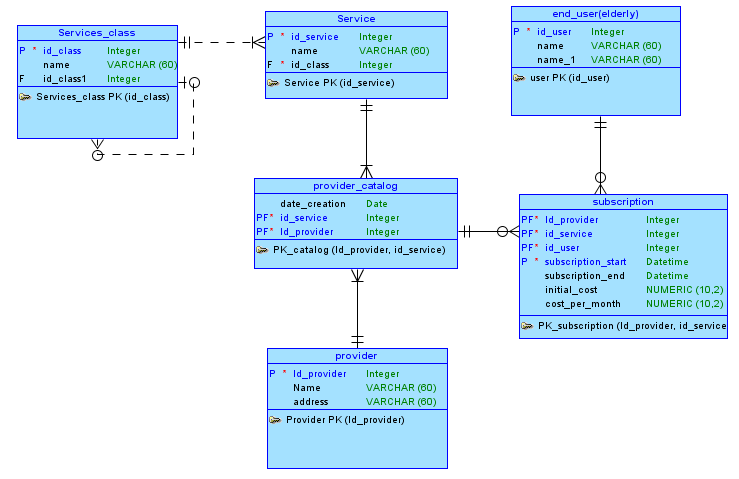 Services_class
P * id_class Integer
name VARCHAR (60)
F id_class1 Integer
Services_class PK (id_class)
Service
P * id_service Integer
name VARCHAR (60)
F * id_class Integer
Service PK (id_service)
end_user(elderly)
P * id_user Integer
name VARCHAR (60)
name_1 VARCHAR (60)
user PK (id_user)
provider_catalog
date_creation Date
PF* id_service Integer
PF* Id_provider Integer
PK_catalog (Id_provider, id_service)
subscription
PF* Id_provider Integer
PF* id_service Integer
PF* id_user Integer
P * subscription_start Datetime
subscription_end Datetime
initial_cost NUMERIC (10,2)
cost_per_month NUMERIC (10,2)
PK_subscription (Id_provider, id_service
provider
P * Id_provider Integer
Name VARCHAR (60)
address VARCHAR (60)
Provider PK (Id_provider)